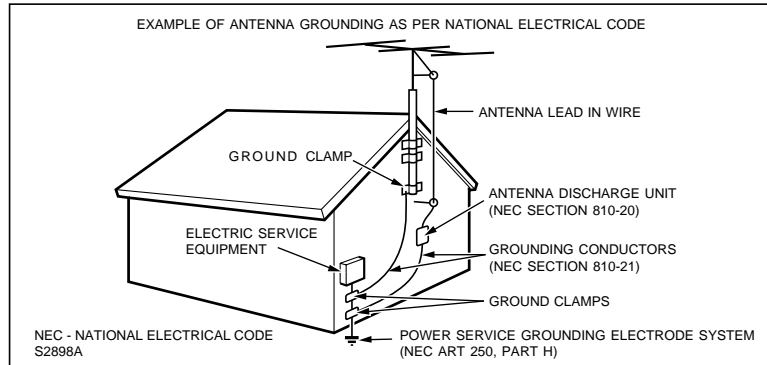 EXAMPLE OF ANTENNA GROUNDING AS PER NATIONAL ELECTRICAL CODE
ANTENNA LEAD IN WIRE
GROUND CLAMP
ANTENNA DISCHARGE UNIT
(NEC SECTION 810-20)
ELECTRIC SERVICE
EQUIPMENT
GROUNDING CONDUCTORS
(NEC SECTION 810-21)
GROUND CLAMPS
NEC - NATIONAL ELECTRICAL CODE
S2898A
POWER SERVICE GROUNDING ELECTRODE SYSTEM
(NEC ART 250, PART H)